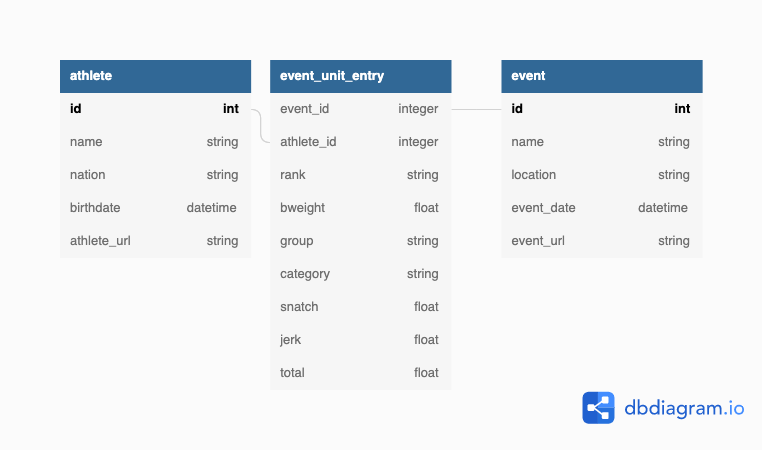 athlete
id int
name string
nation string
birthdate datetime
athlete_url string
event_unit_entry
event_id integer
athlete_id integer
rank string
bweight float
group string
category string
snatch float
jerk float
total float
event
id int
name string
location string
event_date datetime
event_url string
dbdiagram.io